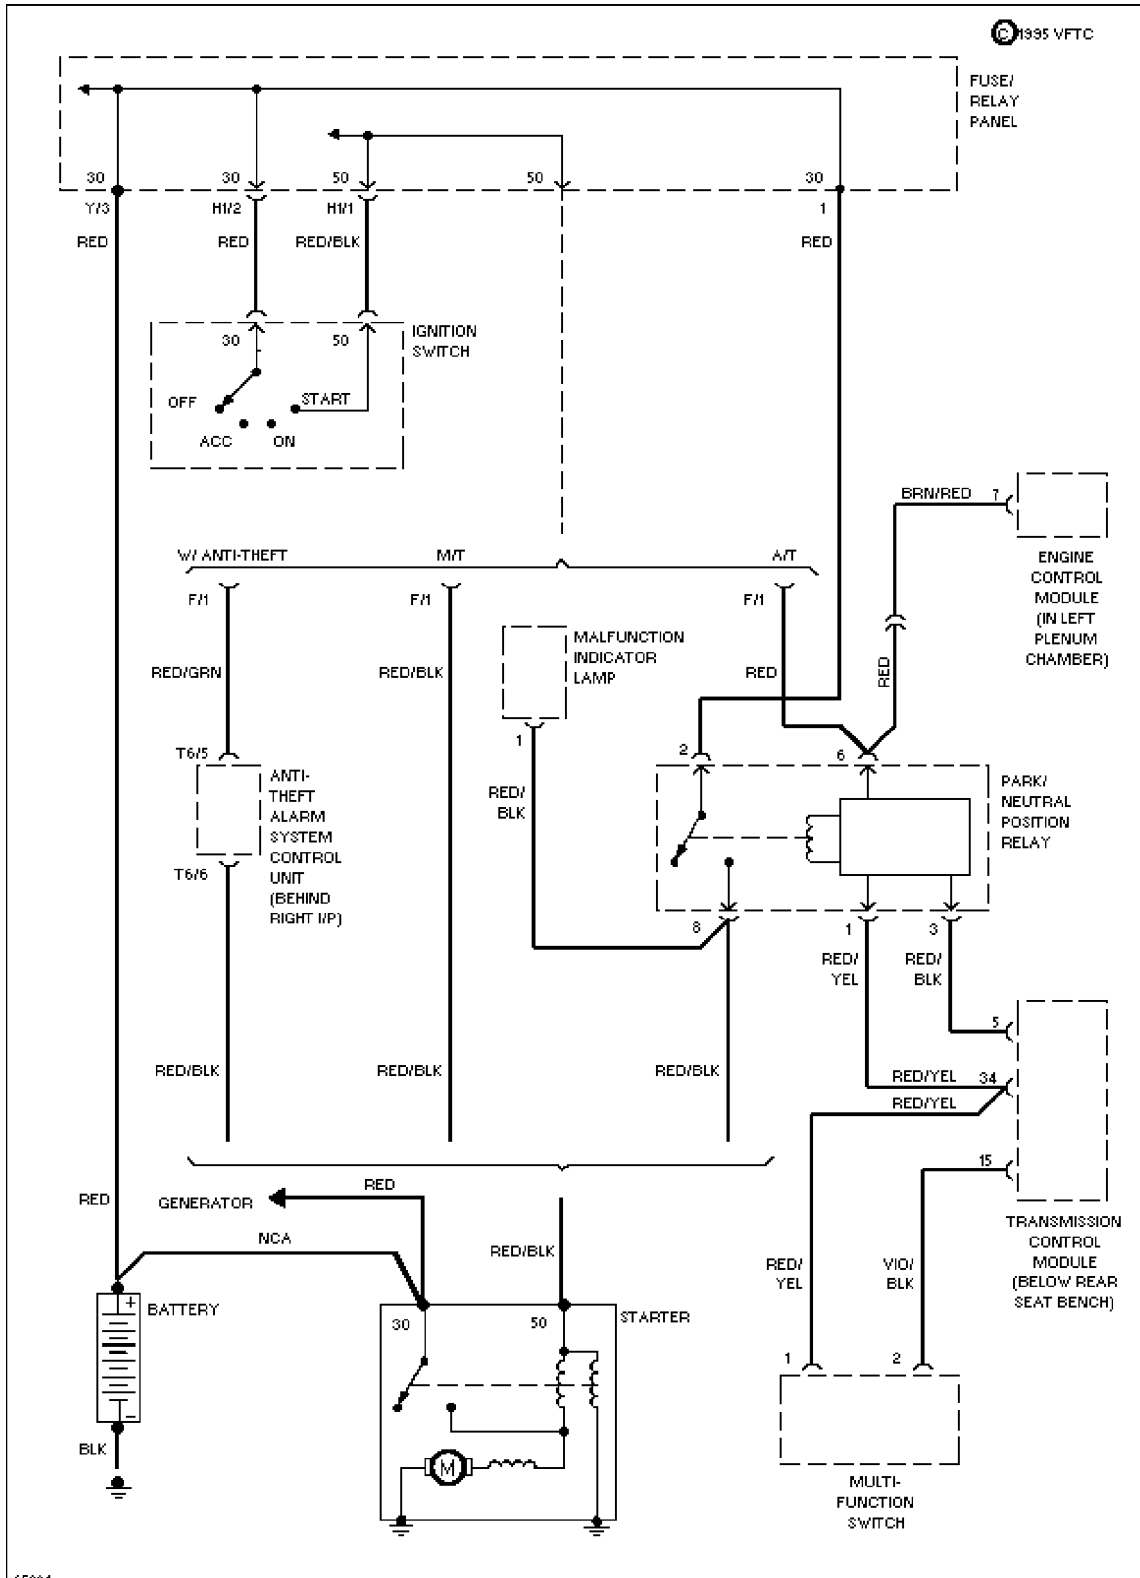 © 1995 VFTC
FUSE/
RELAY
PANEL
30
30
50
50
30
Y/3
H1/2
H1/1
1
RED
RED
RED/BLK
RED
IGNITION
SWITCH
30
50
OFF
START
ACC
ON
BRN/RED
7
ENGINE
CONTROL
MODULE
(IN LEFT
PLENUM
CHAMBER)
W/ ANTI-THEFT
M/T
A/T
F/1
F/1
F/1
MALFUNCTION
INDICATOR
LAMP
RED/GRN
RED/BLK
RED
RED
1
T6/5
2
6
ANTI-
THEFT
ALARM
SYSTEM
CONTROL
UNIT
(BEHIND
RIGHT I/P)
RED/
BLK
PARK/
NEUTRAL
POSITION
RELAY
T6/6
8
1
3
RED/
YEL
RED/
BLK
5
RED/BLK
RED/BLK
RED/BLK
RED/YEL
34
RED/YEL
15
RED
GENERATOR
RED
NCA
RED/BLK
TRANSMISSION
CONTROL
MODULE
(BELOW REAR
SEAT BENCH)
RED/
YEL
VIO/
BLK
+
BATTERY
30
50
STARTER
1
2
-
BLK
M
MULTI-
FUNCTION
SWITCH